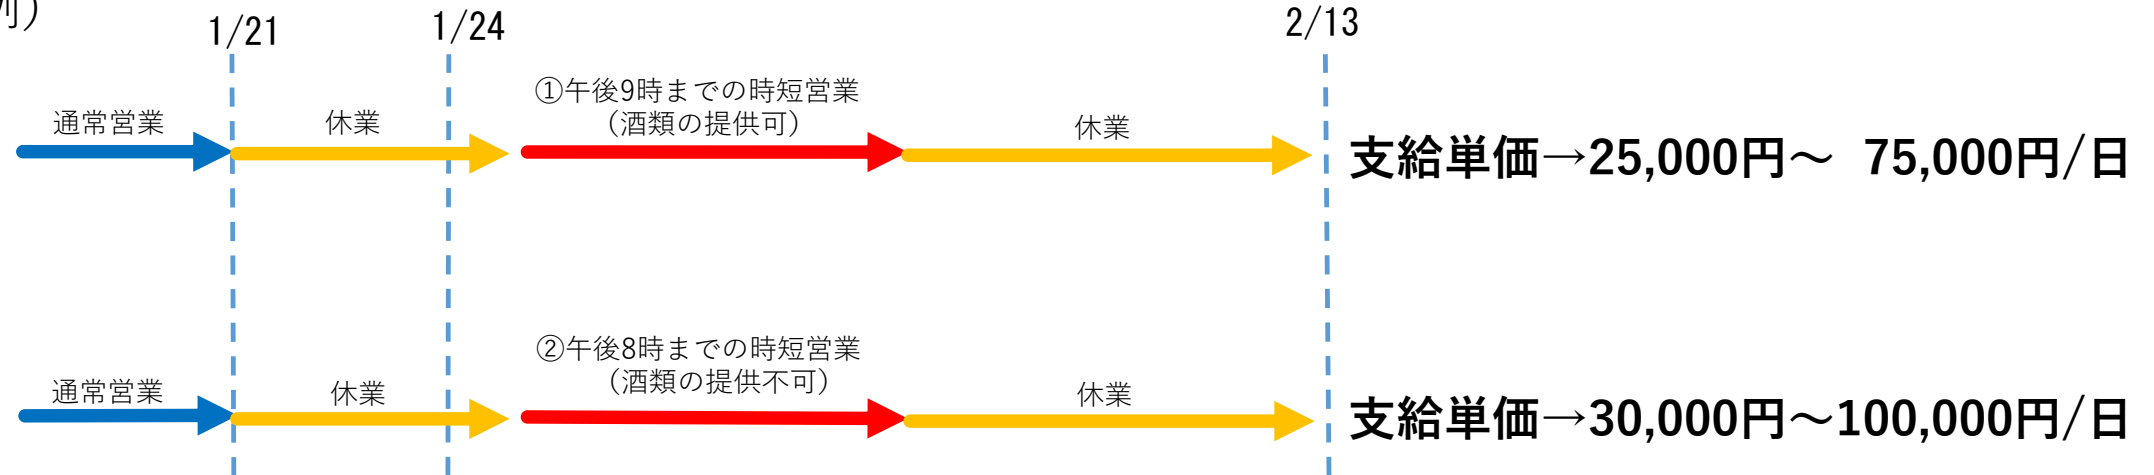 例）
1/21
1/24
2/13
通常営業
休業
①午後9時までの時短営業
（酒類の提供可）
休業
支給単価→25,000円～ 75,000円/日
通常営業
休業
②午後8時までの時短営業
（酒類の提供不可）
休業
支給単価→30,000円～100,000円/日